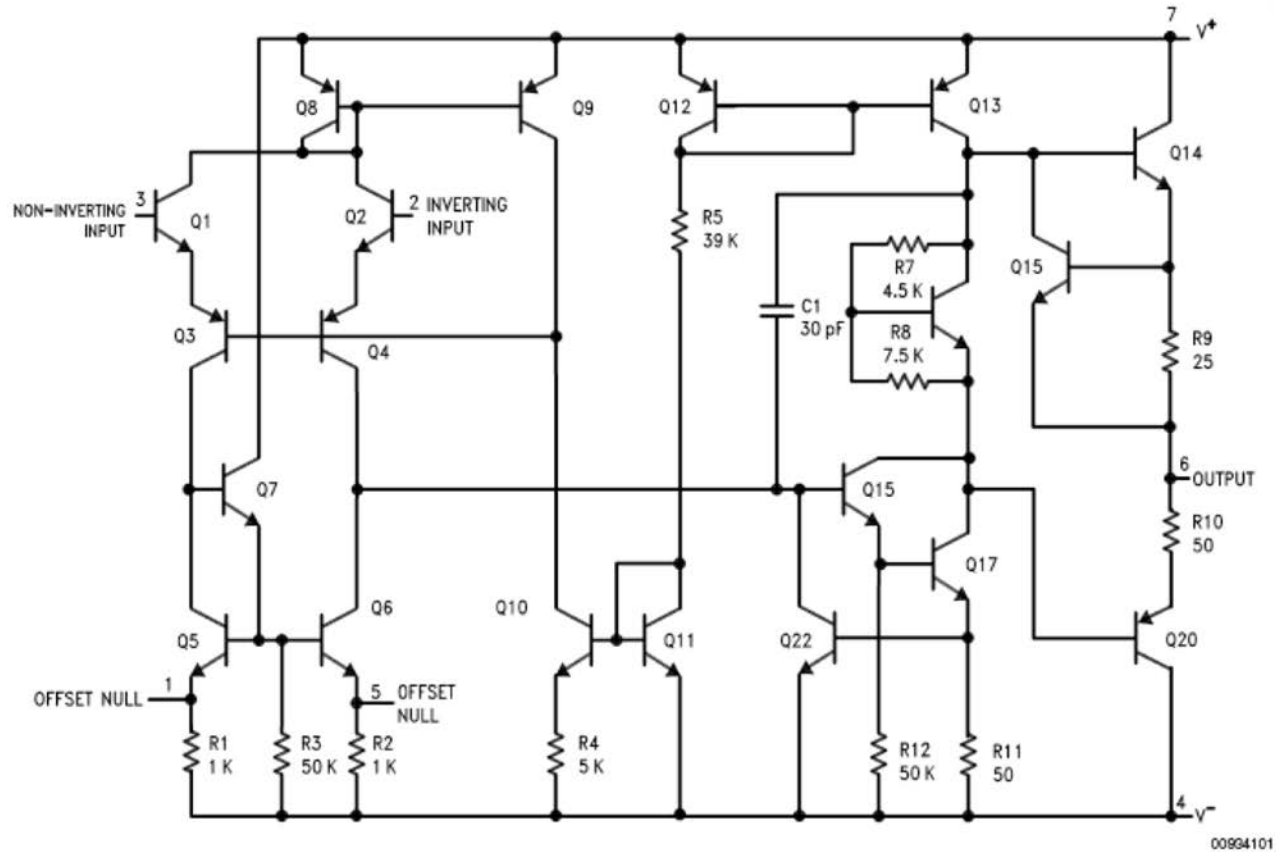 7
V+
Q8
Q9
Q12
Q13
Q14
3
NON-INVERTING
INPUT
Q1
Q2
2 INVERTING
INPUT
R5
39 K
Q15
R7
4.5 K
C1
30 pF
R8
7.5 K
Q3
Q4
R9
25
Q7
Q15
6
OUTPUT
R10
50
Q17
Q5
Q6
Q10
Q11
Q22
Q20
OFFSET NULL
1
5
OFFSET
NULL
R1
1 K
R3
50 K
R2
1 K
R4
5 K
R12
50 K
R11
50
4
V-
00934101